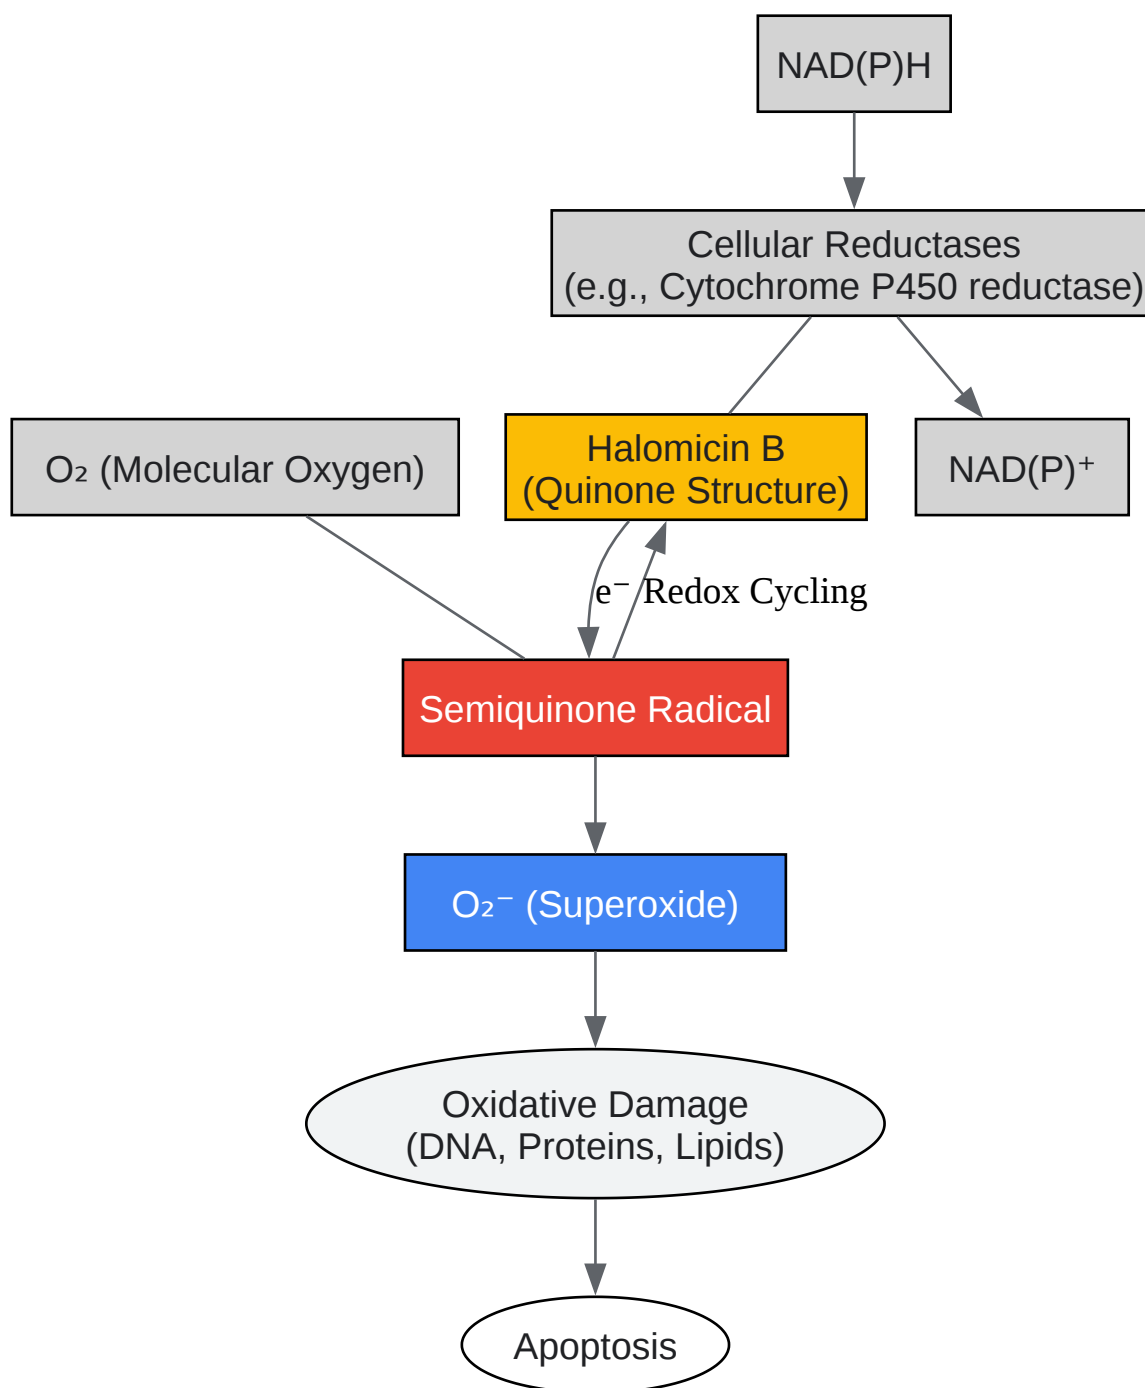 NAD(P)H
Cellular Reductases
(e.g., Cytochrome P450 reductase)
O₂ (Molecular Oxygen)
Halomicin B
(Quinone Structure)
NAD(P)⁺
e⁻
Redox Cycling
Semiquinone Radical
O₂⁻ (Superoxide)
Oxidative Damage
(DNA, Proteins, Lipids)
Apoptosis